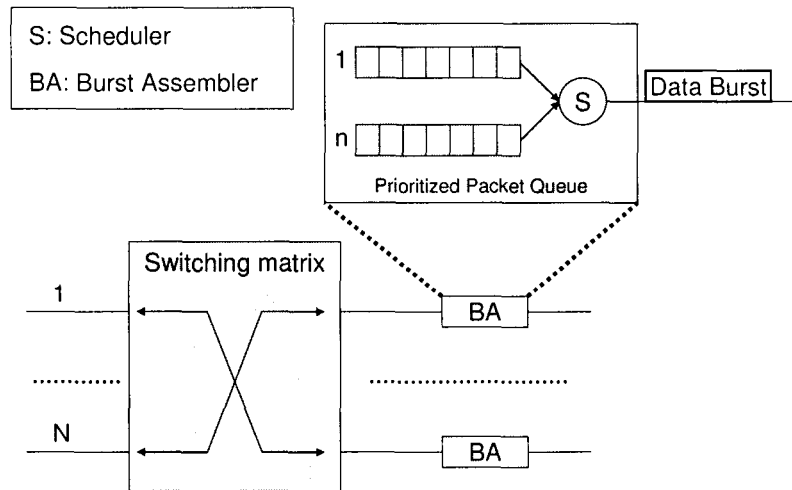 S: Scheduler
BA: Burst Assembler
1
n
S
Data Burst
Prioritized Packet Queue
Switching matrix
1
BA
N
BA